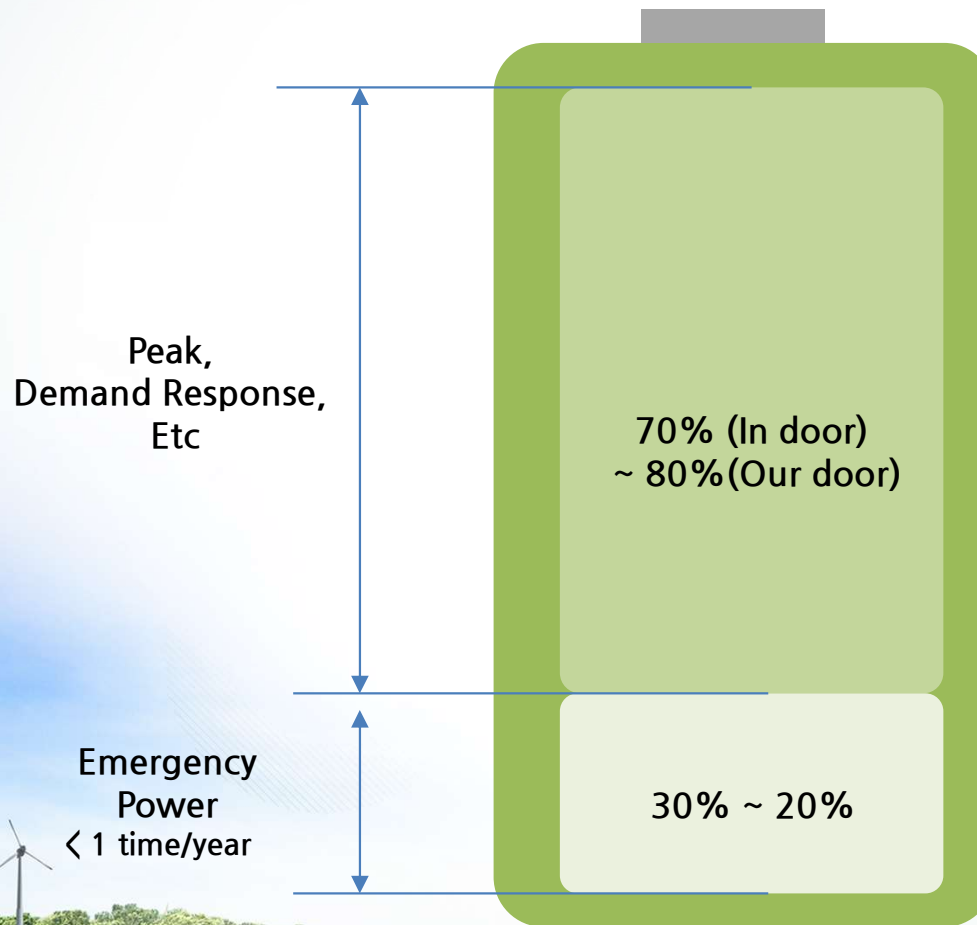 Peak,
Demand Response,
Etc
70% (In door)
~ 80%(Our door)
Emergency
Power
< 1 time/year
30% ~ 20%